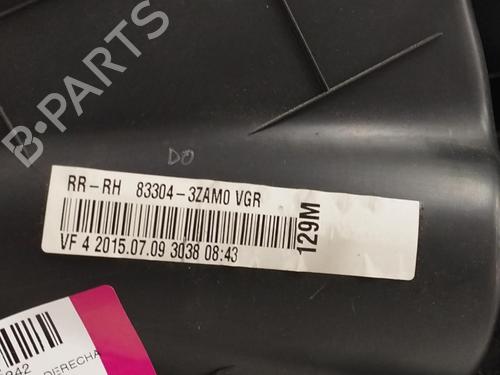 B-PARTS
DO
RR-RH 83304-3ZAM0 VGR
129M
VF 4 2015.07.09 3038 08:43
DERECHA